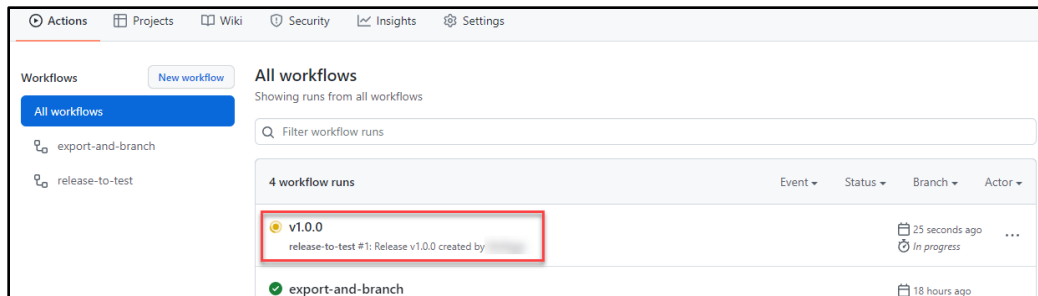 Actions Projects Wiki Security Insights Settings
Workflows New workflow
All workflows
export-and-branch
release-to-test
All workflows
Showing runs from all workflows
Filter workflow runs
4 workflow runs Event Status Branch Actor
v1.0.0
release-to-test #1: Release v1.0.0 created by
25 seconds ago
In progress
export-and-branch
18 hours ago